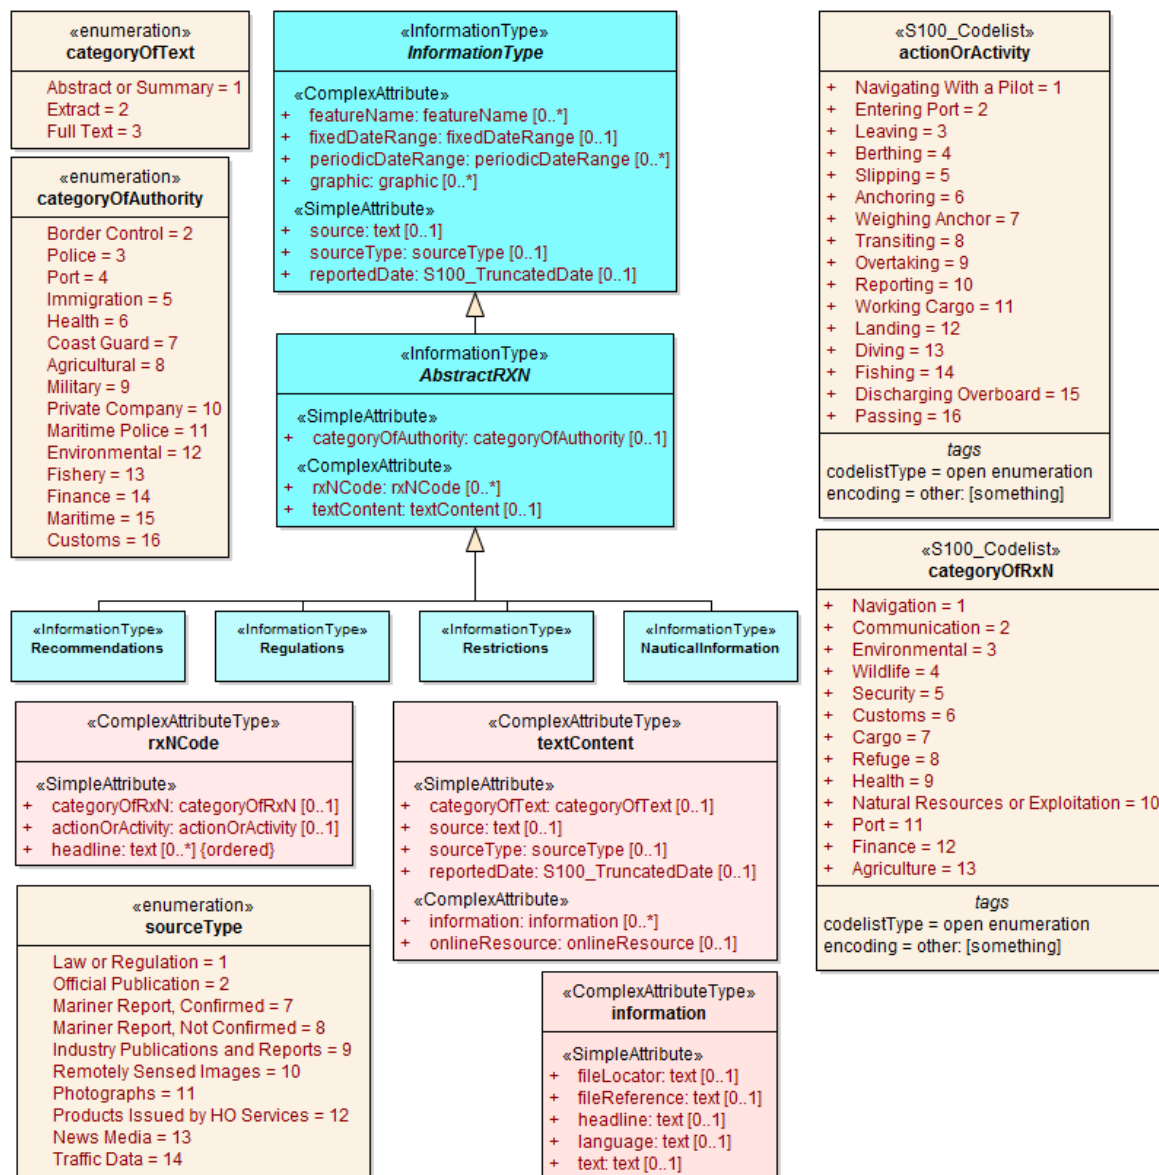 «enumeration»
categoryOfText
Abstract or Summary = 1
Extract = 2
Full Text = 3
«enumeration»
categoryOfAuthority
Border Control = 2
Police = 3
Port = 4
Immigration = 5
Health = 6
Coast Guard = 7
Agricultural = 8
Military = 9
Private Company = 10
Maritime Police = 11
Environmental = 12
Fishery = 13
Finance = 14
Maritime = 15
Customs = 16
«InformationType»
InformationType
«ComplexAttribute»
+ featureName: featureName [0..*]
+ fixedDateRange: fixedDateRange [0..1]
+ periodicDateRange: periodicDateRange [0..*]
+ graphic: graphic [0..*]
«SimpleAttribute»
+ source: text [0..1]
+ sourceType: sourceType [0..1]
+ reportedDate: S100_TruncatedDate [0..1]
«InformationType»
AbstractRXN
«SimpleAttribute»
+ categoryOfAuthority: categoryOfAuthority [0..1]
«ComplexAttribute»
+ rxNCode: rxNCode [0..*]
+ textContent: textContent [0..1]
«InformationType»
Recommendations
«InformationType»
Regulations
«InformationType»
Restrictions
«InformationType»
NauticalInformation
«S100_Codelist»
actionOrActivity
+ Navigating With a Pilot = 1
+ Entering Port = 2
+ Leaving = 3
+ Berthing = 4
+ Slipping = 5
+ Anchoring = 6
+ Weighing Anchor = 7
+ Transiting = 8
+ Overtaking = 9
+ Reporting = 10
+ Working Cargo = 11
+ Landing = 12
+ Diving = 13
+ Fishing = 14
+ Discharging Overboard = 15
+ Passing = 16
tags
codelistType = open enumeration
encoding = other: [something]
«S100_Codelist»
categoryOfRxN
+ Navigation = 1
+ Communication = 2
+ Environmental = 3
+ Wildlife = 4
+ Security = 5
+ Customs = 6
+ Cargo = 7
+ Refuge = 8
+ Health = 9
+ Natural Resources or Exploitation = 10
+ Port = 11
+ Finance = 12
+ Agriculture = 13
tags
codelistType = open enumeration
encoding = other: [something]
«ComplexAttributeType»
rxNCode
«SimpleAttribute»
+ categoryOfRxN: categoryOfRxN [0..1]
+ actionOrActivity: actionOrActivity [0..1]
+ headline: text [0..*] {ordered}
«ComplexAttributeType»
textContent
«SimpleAttribute»
+ categoryOfText: categoryOfText [0..1]
+ source: text [0..1]
+ sourceType: sourceType [0..1]
+ reportedDate: S100_TruncatedDate [0..1]
«ComplexAttribute»
+ information: information [0..*]
+ onlineResource: onlineResource [0..1]
«enumeration»
sourceType
Law or Regulation = 1
Official Publication = 2
Mariner Report, Confirmed = 7
Mariner Report, Not Confirmed = 8
Industry Publications and Reports = 9
Remotely Sensed Images = 10
Photographs = 11
Products Issued by HO Services = 12
News Media = 13
Traffic Data = 14
«ComplexAttributeType»
information
«SimpleAttribute»
+ fileLocator: text [0..1]
+ fileReference: text [0..1]
+ headline: text [0..1]
+ language: text [0..1]
+ text: text [0..1]